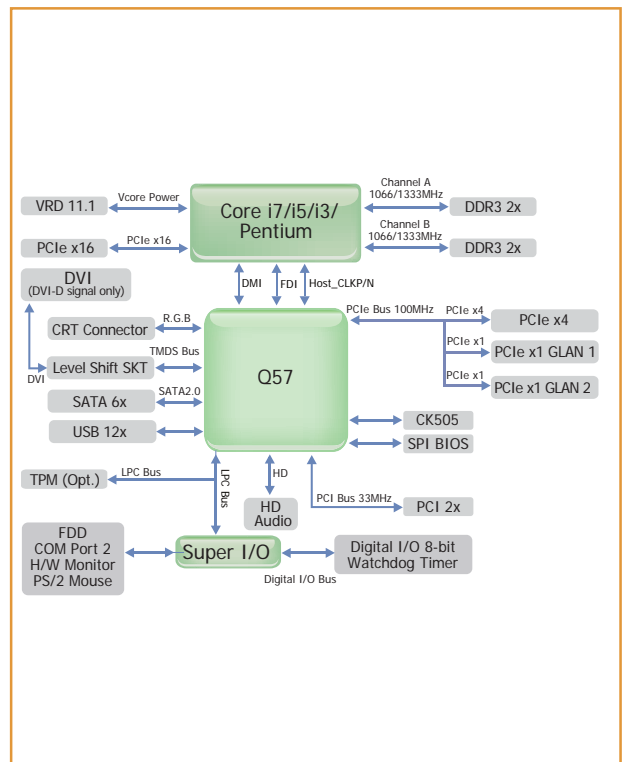 Channel A
1066/1333MHz
Vcore Power
VRD 11.1
Core i7/i5/i3/
Pentium
DDR3 2x
Channel B
1066/1333MHz
PCIe x16
PCIe x16
DDR3 2x
DVI
(DVI-D signal only)
DMI
FDI
Host_CLKP/N
R.G.B
CRT Connector
PCIe Bus 100MHz
PCIe x4
PCIe x4
TMDS Bus
PCIe x1
PCIe x1 GLAN 1
DVI
Level Shift SKT
Q57
SATA2.0
SATA 6x
PCIe x1
PCIe x1 GLAN 2
USB 12x
CK505
SPI BIOS
LPC Bus
TPM (Opt.)
LPC Bus
HD
HD
Audio
PCI Bus 33MHz
PCI 2x
FDD
COM Port 2
H/W Monitor
PS/2 Mouse
Super I/O
Digital I/O Bus
Digital I/O 8-bit
Watchdog Timer